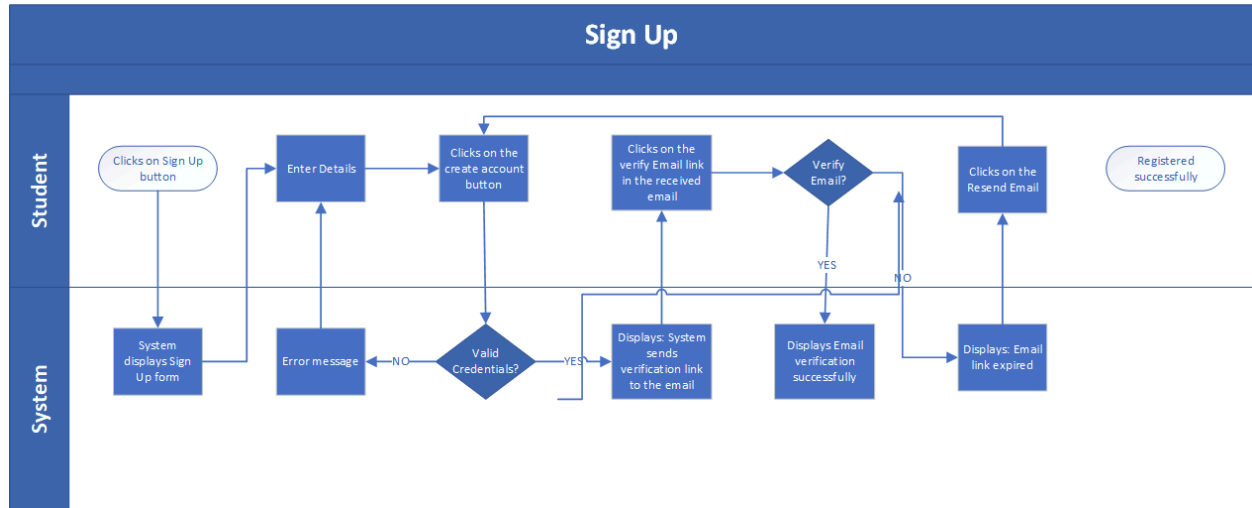 Sign Up
Student
Clicks on Sign Up
button
Enter Details
Clicks on the
create account
button
Clicks on the
verify Email link
in the received
email
Verify
Email?
Clicks on the
Resend Email
Registered
successfully
YES
NO
System
System
displays Sign
Up form
Error message
NO
Valid
Credentials?
YES
Displays: System
sends
verification link
to the email
Displays Email
verification
successfully
Displays: Email
link expired